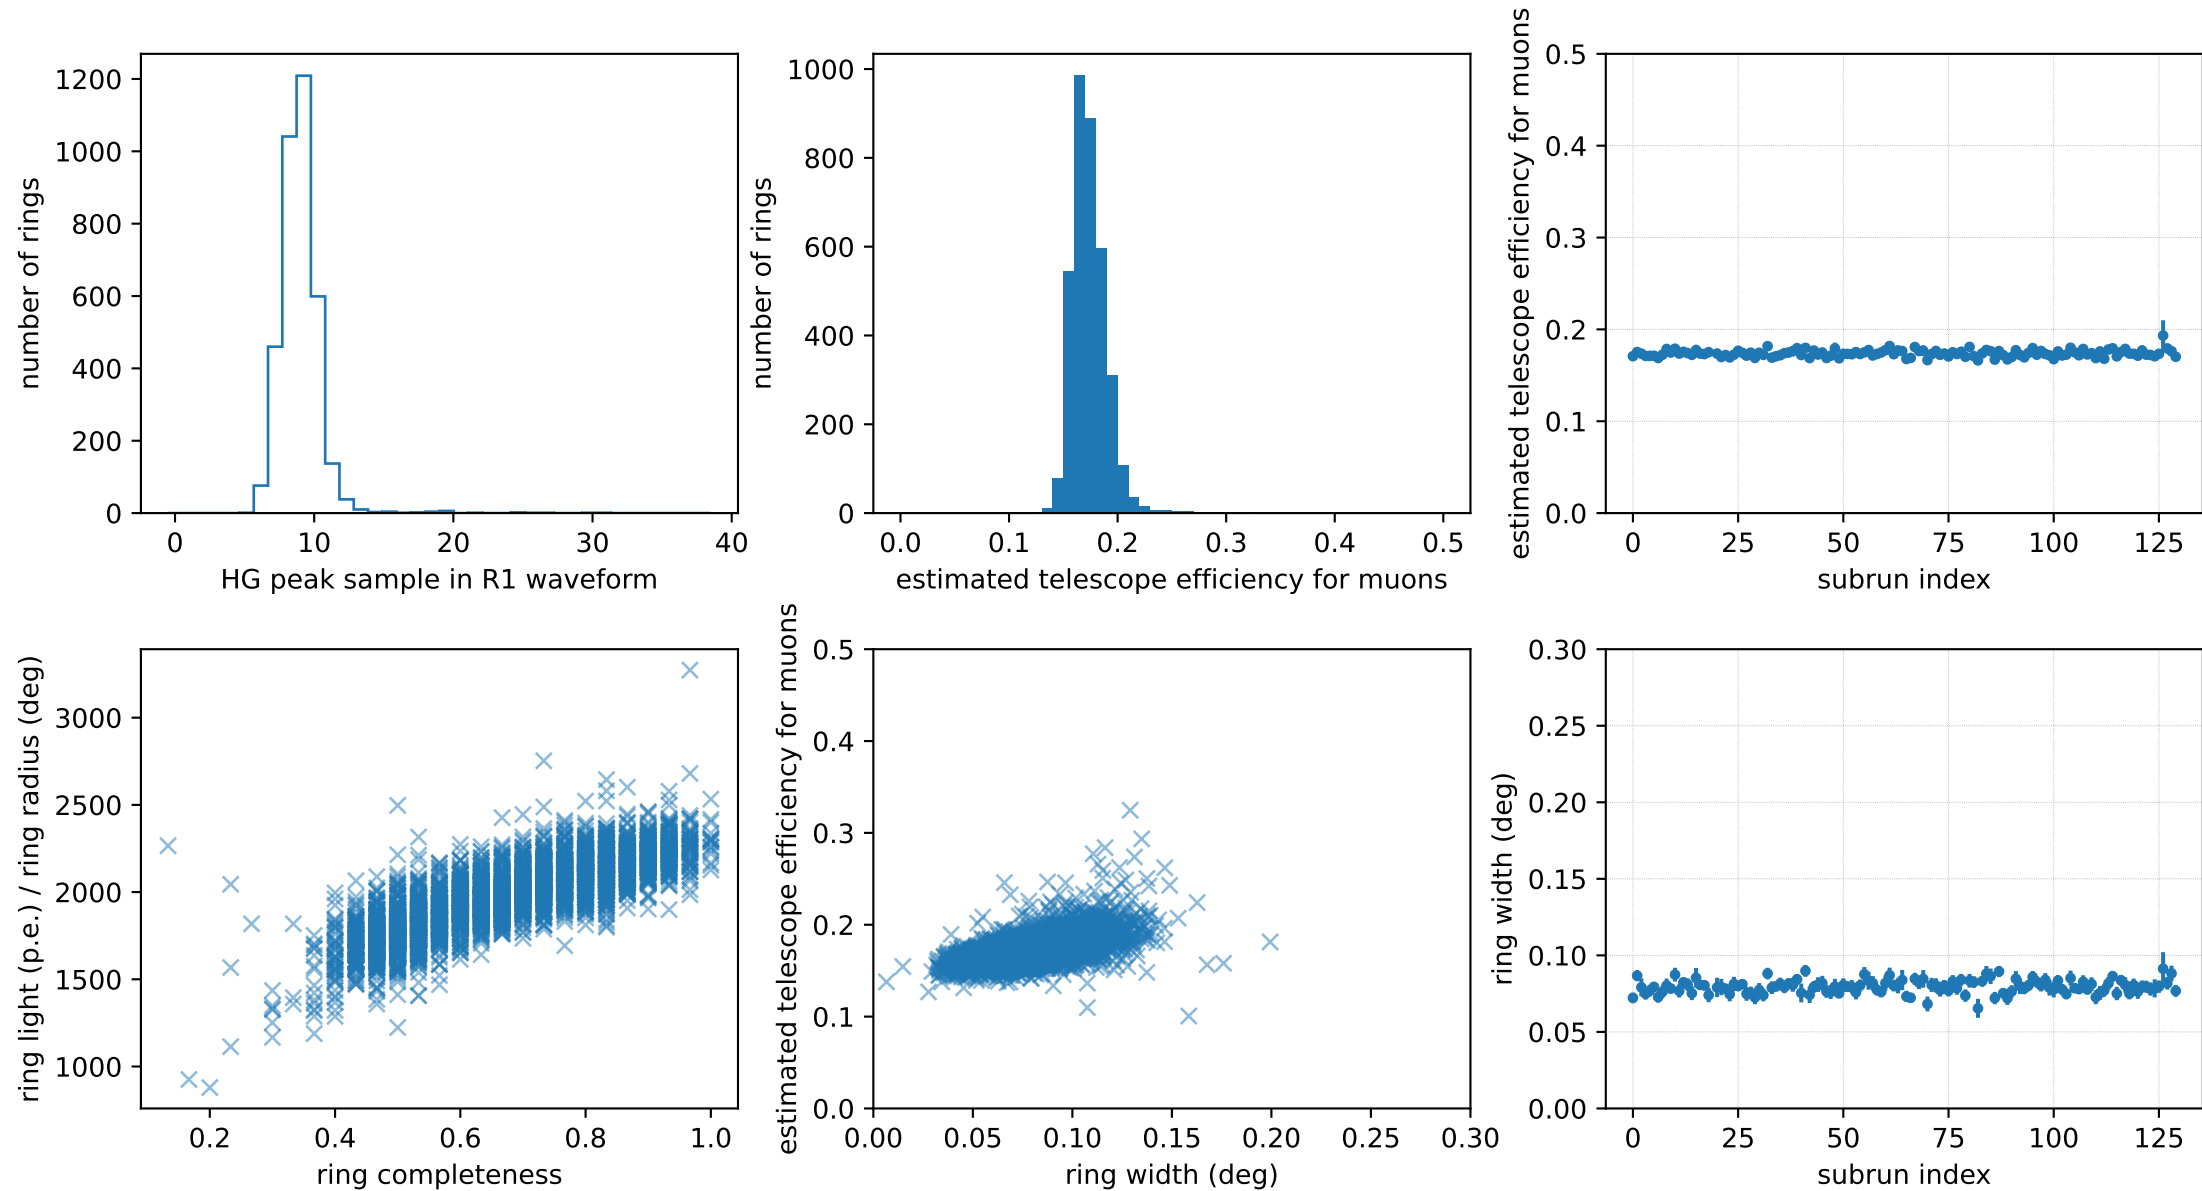 1200
1000
800
600
400
200
0
number of rings
0 10 20 30 40
HG peak sample in R1 waveform
1000
800
600
400
200
0
number of rings
0.0 0.1 0.2 0.3 0.4 0.5
estimated telescope efficiency for muons
0.5
0.4
0.3
0.2
0.1
0.0
estimated telescope efficiency for muons
0 25 50 75 100 125
subrun index
3000
2500
2000
1500
1000
ring light (p.e.) / ring radius (deg)
0.2 0.4 0.6 0.8 1.0
ring completeness
0.5
0.4
0.3
0.2
0.1
0.0
estimated telescope efficiency for muons
0.00 0.05 0.10 0.15 0.20 0.25 0.30
ring width (deg)
0.30
0.25
0.20
0.15
0.10
0.05
0.00
ring width (deg)
0 25 50 75 100 125
subrun index